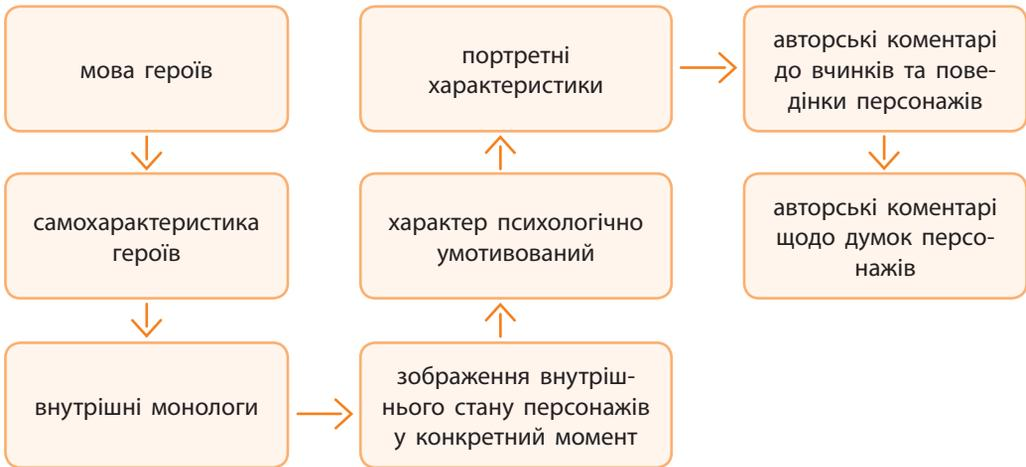 мова героїв
самохарактеристика
героїв
внутрішні монологи
зображення внутріш-
нього стану персонажів
у конкретний момент
характер психологічно
умотивований
портретні
характеристики
авторські коментарі
до вчинків та пове-
дінки персонажів
авторські коментарі
щодо думок персо-
нажів